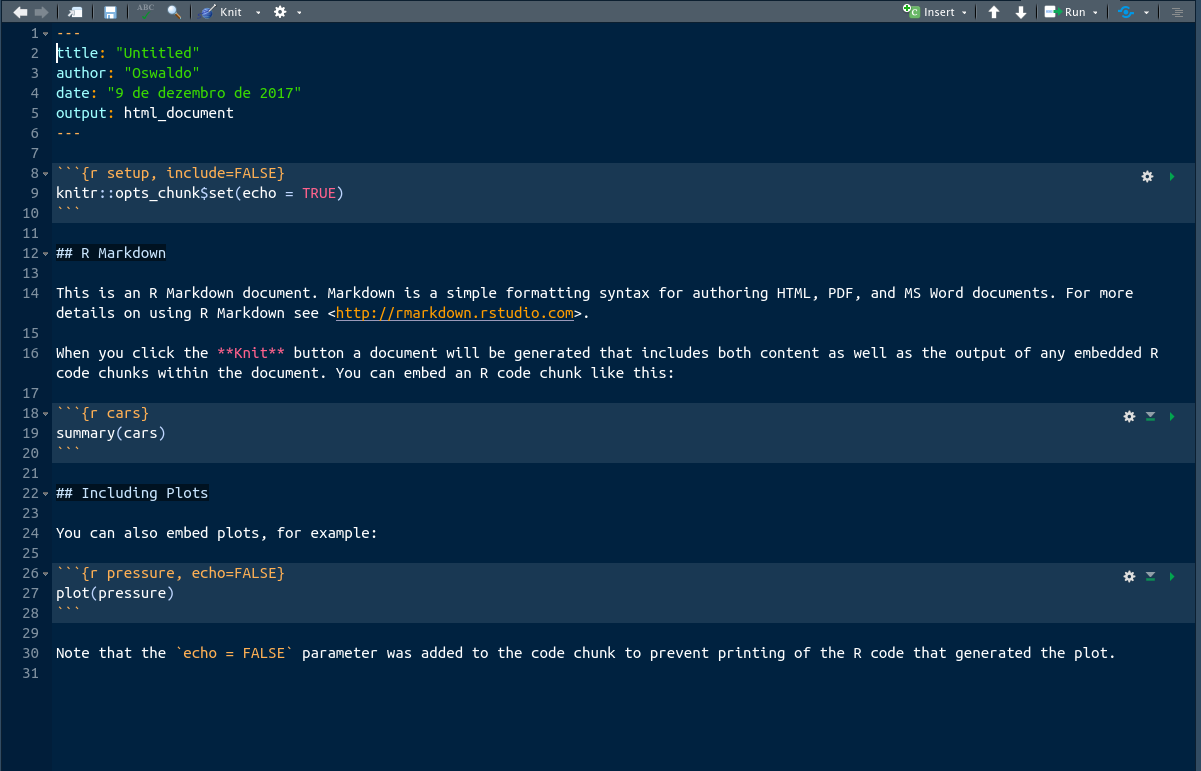 ABC Knit Insert Run
1 ---
2 title: "Untitled"
3 author: "Oswaldo"
4 date: "9 de dezembro de 2017"
5 output: html_document
6 ---
7
8 ```{r setup, include=FALSE}
9 knitr::opts_chunk$set(echo = TRUE)
10 ```
11
12 ## R Markdown
13
14 This is an R Markdown document. Markdown is a simple formatting syntax for authoring HTML, PDF, and MS Word documents. For more
details on using R Markdown see <http://rmarkdown.rstudio.com>.
15
16 When you click the **Knit** button a document will be generated that includes both content as well as the output of any embedded R
code chunks within the document. You can embed an R code chunk like this:
17
18 ```{r cars}
19 summary(cars)
20 ```
21
22 ## Including Plots
23
24 You can also embed plots, for example:
25
26 ```{r pressure, echo=FALSE}
27 plot(pressure)
28 ```
29
30 Note that the `echo = FALSE` parameter was added to the code chunk to prevent printing of the R code that generated the plot.
31